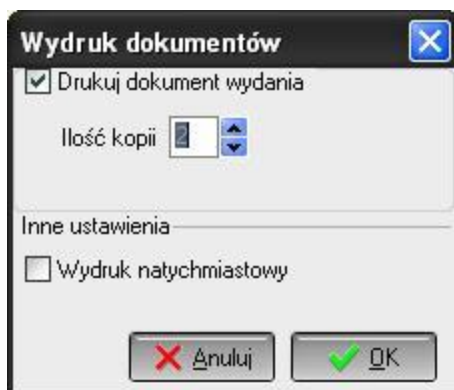 Wydruk dokumentów
Drukuj dokument wydania
Ilość kopii 2
Inne ustawienia
Wydruk natychmiastowy
Anuluj OK